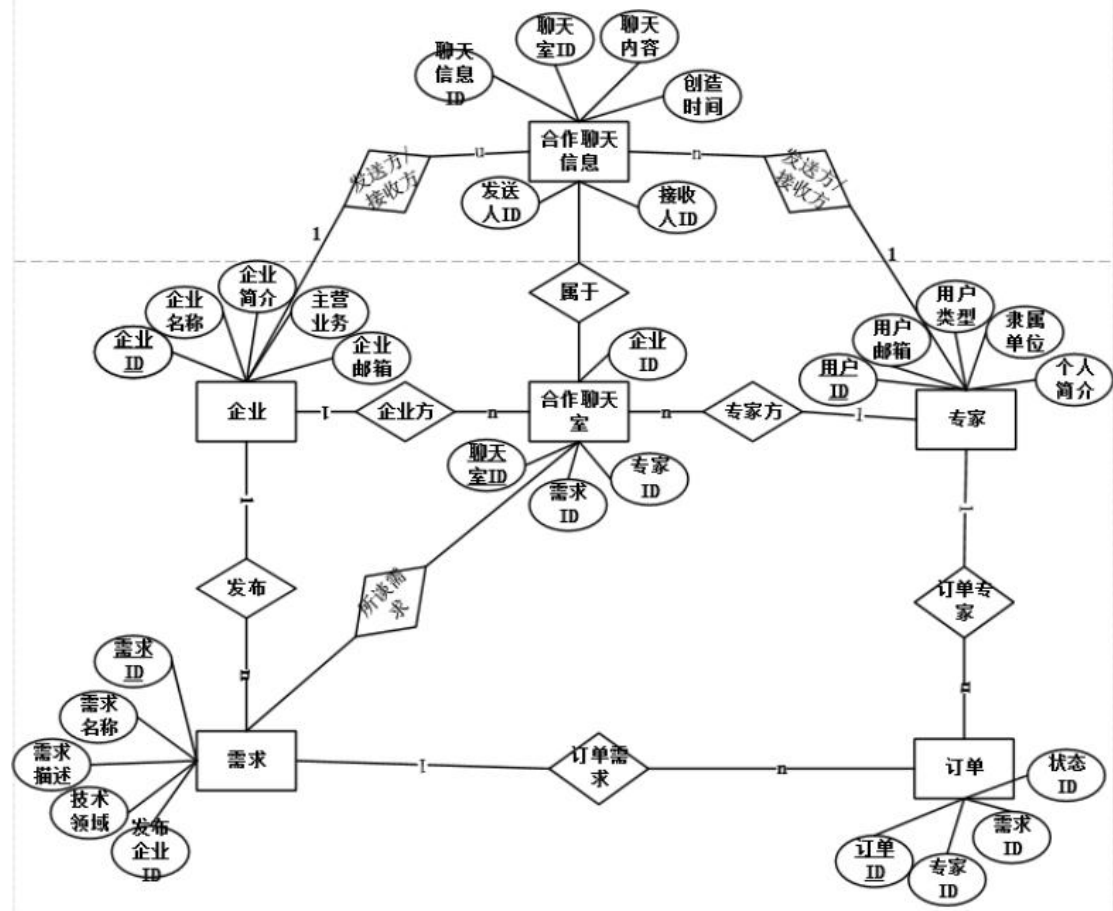 聊天
信息
ID
聊天
室ID
聊天
内容
创造
时间
合作聊天
信息
发送方/
接收方
n
n
发送方/
接收方
发送
人ID
接收
人ID
1
1
属于
企业
ID
企业
名称
企业
简介
主营
业务
企业
邮箱
企业
ID
用户
ID
用户
邮箱
用户
类型
隶属
单位
个人
简介
企业
1
企业方
n
合作聊天
室
n
专家方
1
专家
聊天
室ID
需求
ID
专家
ID
1
1
发布
所谈需
求
订单专
家
n
n
需求
ID
需求
名称
需求
描述
技术
领域
发布
企业
ID
需求
1
订单需
求
n
订单
状态
ID
需求
ID
专家
ID
订单
ID